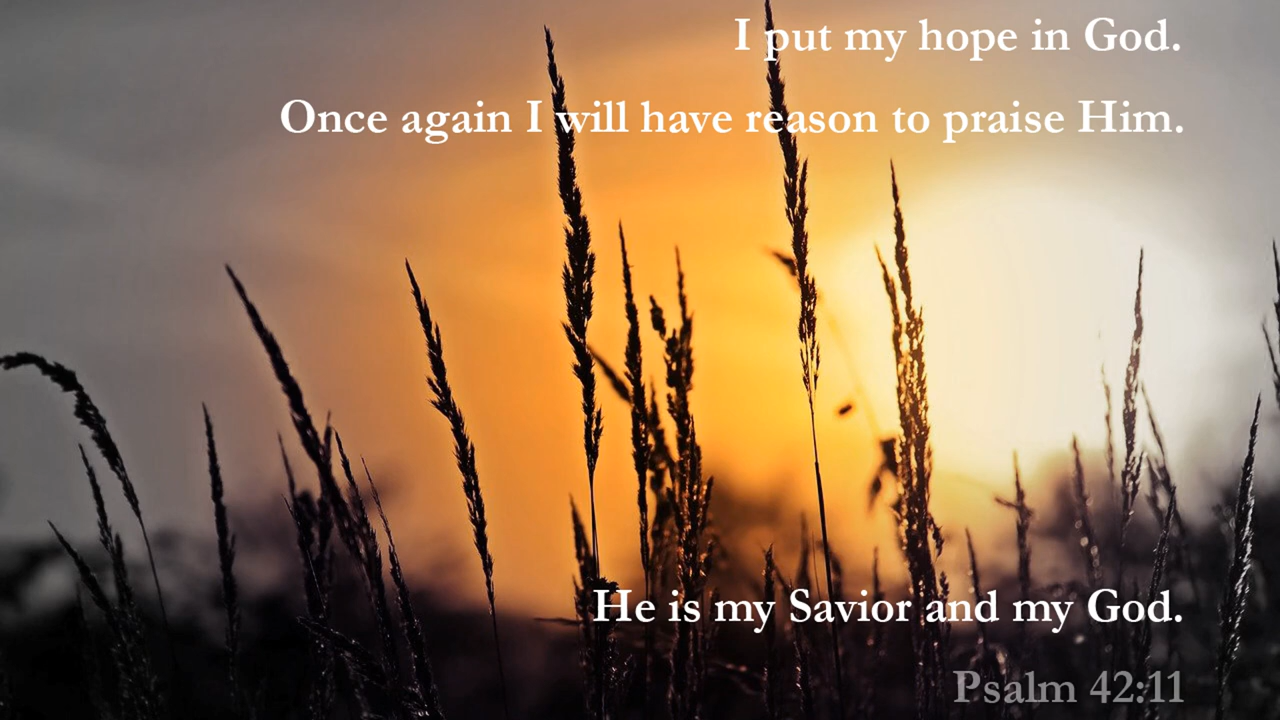 I put my hope in God.
Once again I will have reason to praise Him.
He is my Savior and my God.
Psalm 42:11